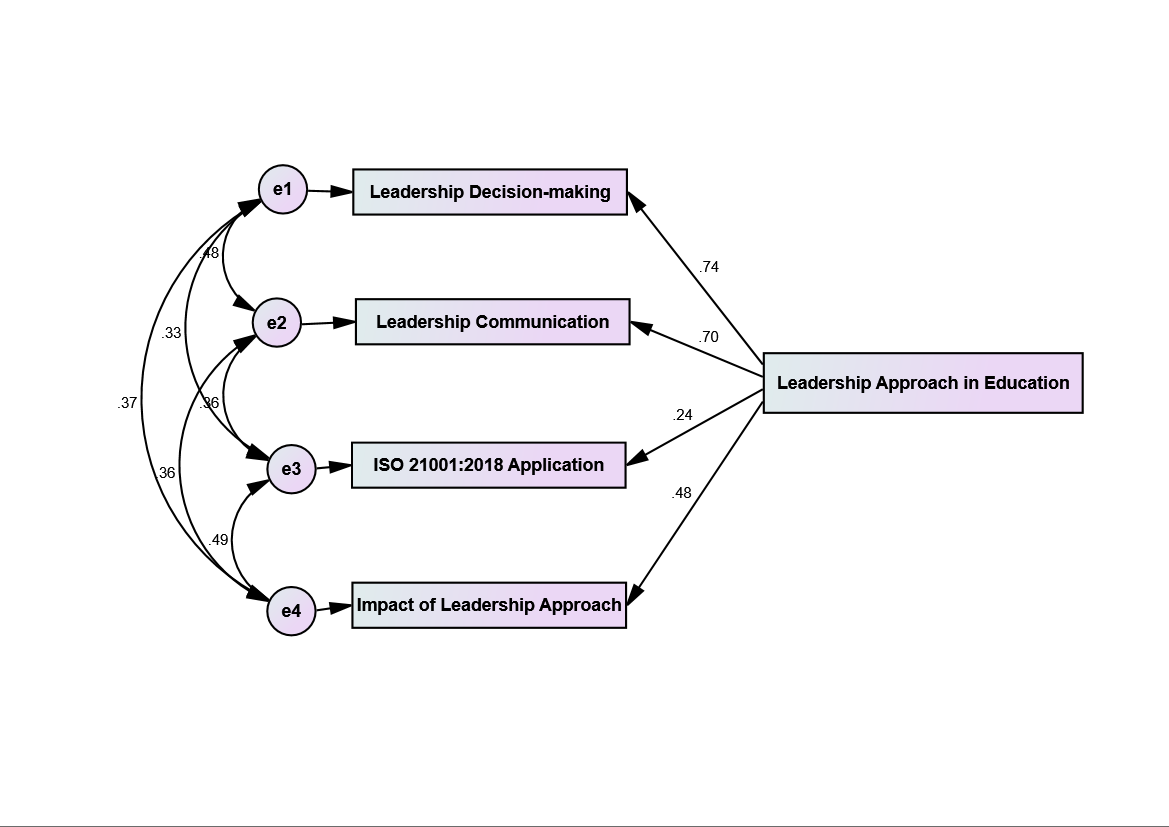 e1
Leadership Decision-making
.48
.74
e2
Leadership Communication
.33
.70
Leadership Approach in Education
.37
.36
.24
e3
ISO 21001:2018 Application
.36
.48
.49
e4
Impact of Leadership Approach